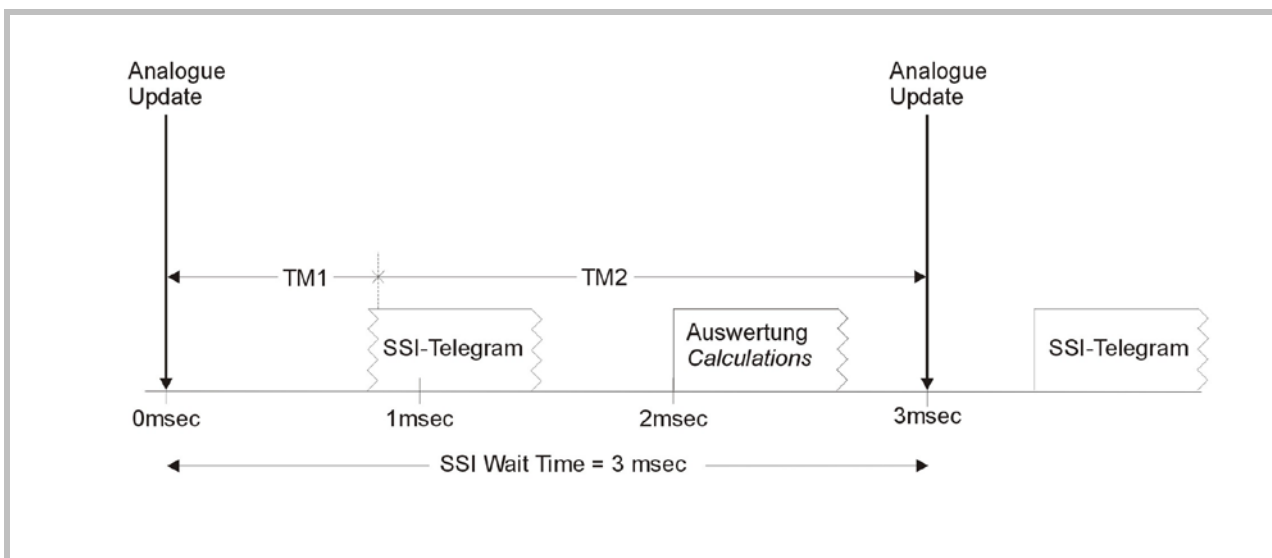 Analogue
Update
Analogue
Update
TM1
TM2
SSI-Telegram
Auswertung
Calculations
SSI-Telegram
0msec
1msec
2msec
3msec
SSI Wait Time = 3 msec